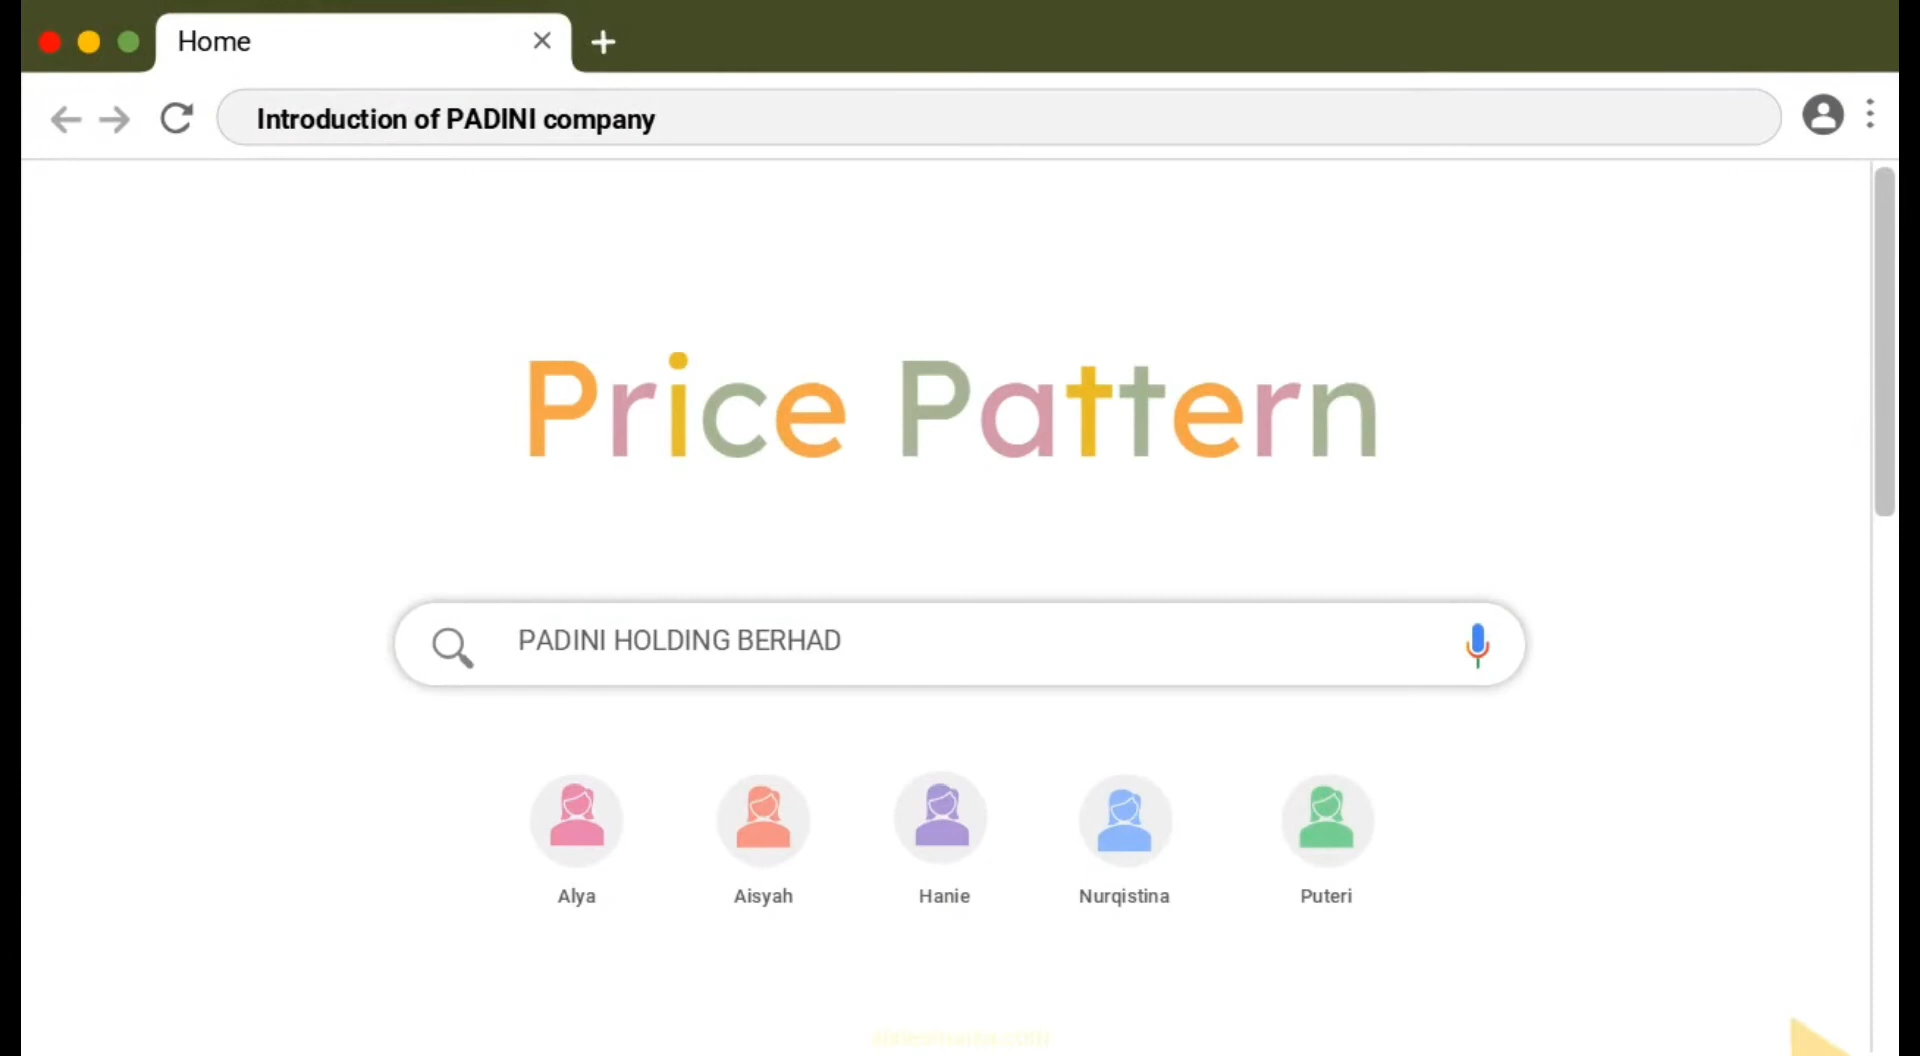 Home
Introduction of PADINI company
Price Pattern
PADINI HOLDING BERHAD
Alya
Aisyah
Hanie
Nurqistina
Puteri